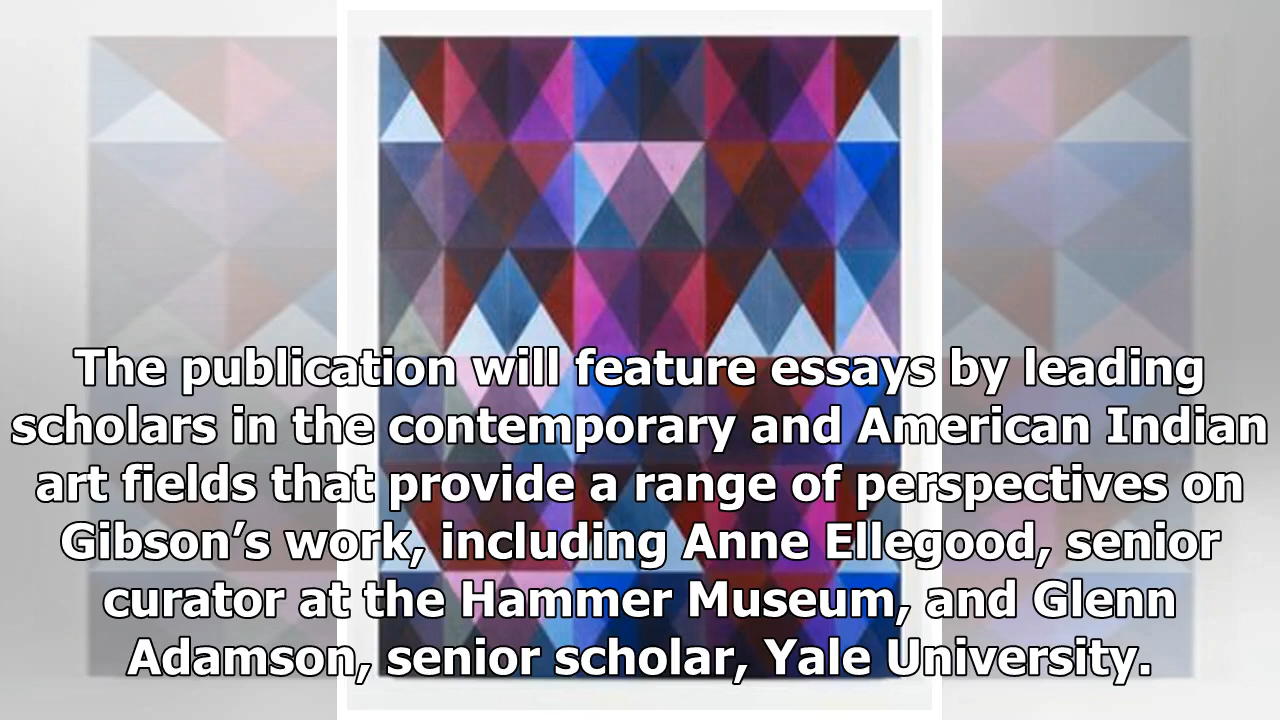 The publication will feature essays by leading
scholars in the contemporary and American Indian
art fields that provide a range of perspectives on
Gibson’s work, including Anne Ellegood, senior
curator at the Hammer Museum, and Glenn
Adamson, senior scholar, Yale University.